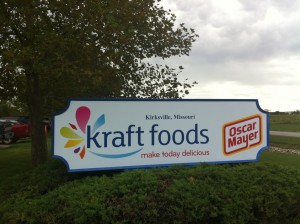 Kirksville, Missouri
kraft foods
make today delicious
Oscar
Mayer